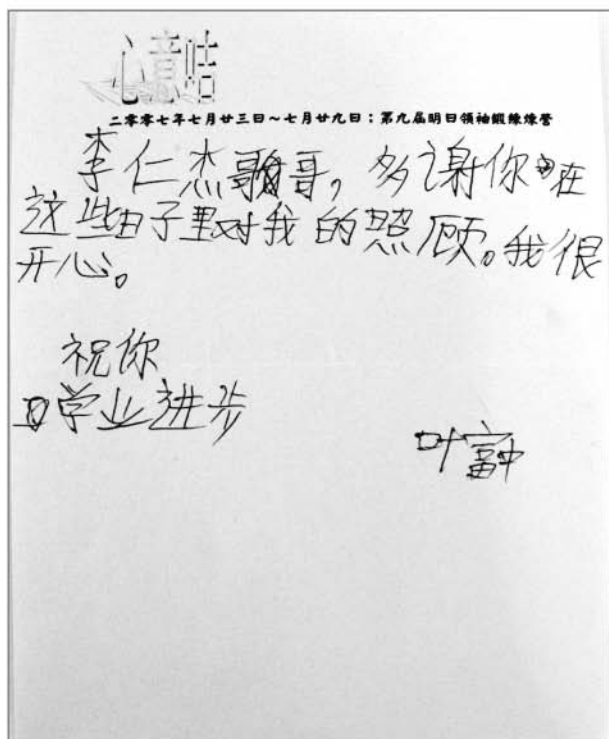 心意咭
二零零七年七月廿三日～七月廿九日：第九屆明日領袖鍛鍊營
李仁杰歌哥，多谢你在
这些日子里对我的照顾。我很
开心。
祝你
学业进步
叶富中